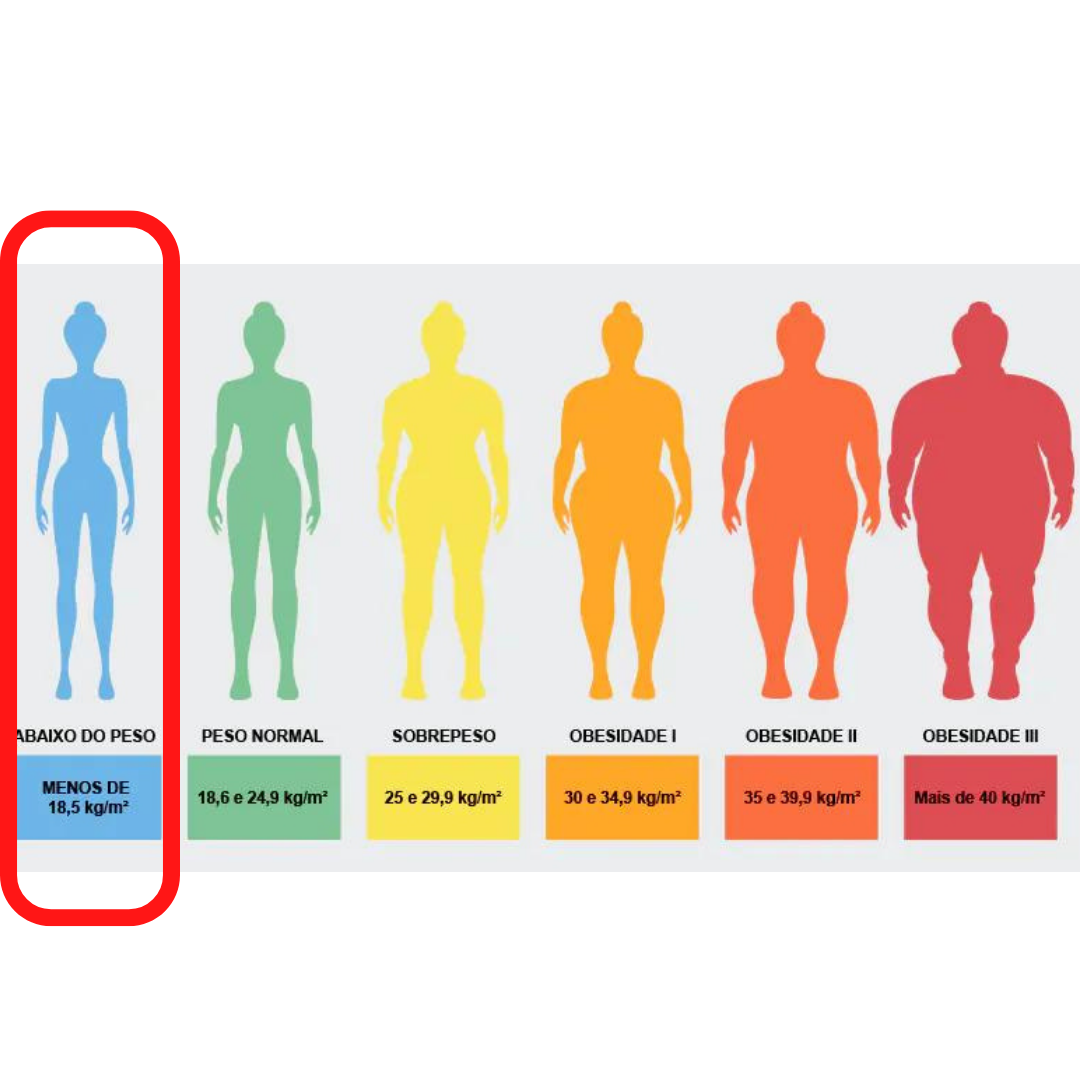 ABAIXO DO PESO
PESO NORMAL
SOBREPESO
OBESIDADE I
OBESIDADE II
OBESIDADE III
MENOS DE
18,5 kg/m²
18,6 e 24,9 kg/m²
25 e 29,9 kg/m²
30 e 34,9 kg/m²
35 e 39,9 kg/m²
Mais de 40 kg/m²